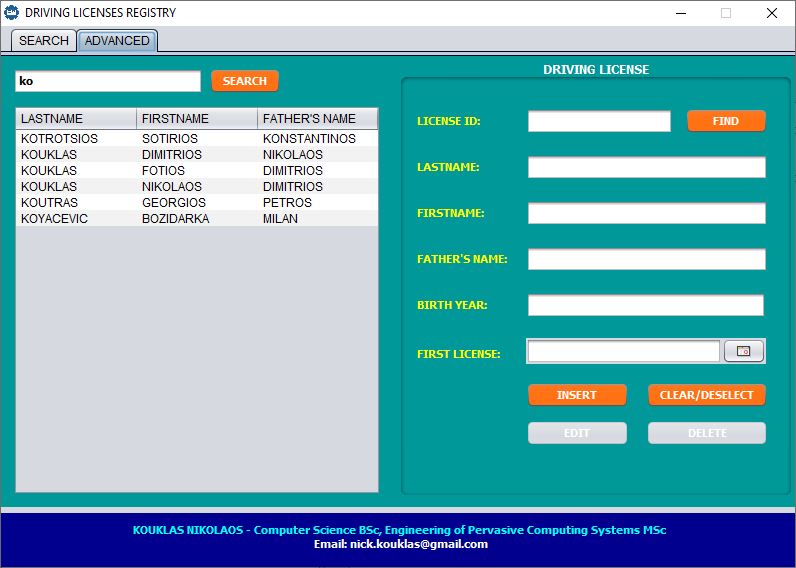 DRIVING LICENSES REGISTRY
SEARCH ADVANCED
ko SEARCH
LASTNAME FIRSTNAME FATHER'S NAME
KOTROTSIOS SOTIRIOS KONSTANTINOS
KOUKLAS DIMITRIOS NIKOLAOS
KOUKLAS FOTIOS DIMITRIOS
KOUKLAS NIKOLAOS DIMITRIOS
KOUTRAS GEORGIOS PETROS
KOYACEVIC BOZIDARKA MILAN
DRIVING LICENSE
LICENSE ID: FIND
LASTNAME:
FIRSTNAME:
FATHER'S NAME:
BIRTH YEAR:
FIRST LICENSE:
INSERT CLEAR/DESELECT
EDIT DELETE
KOUKLAS NIKOLAOS - Computer Science BSc, Engineering of Pervasive Computing Systems MSc
Email: nick.kouklas@gmail.com